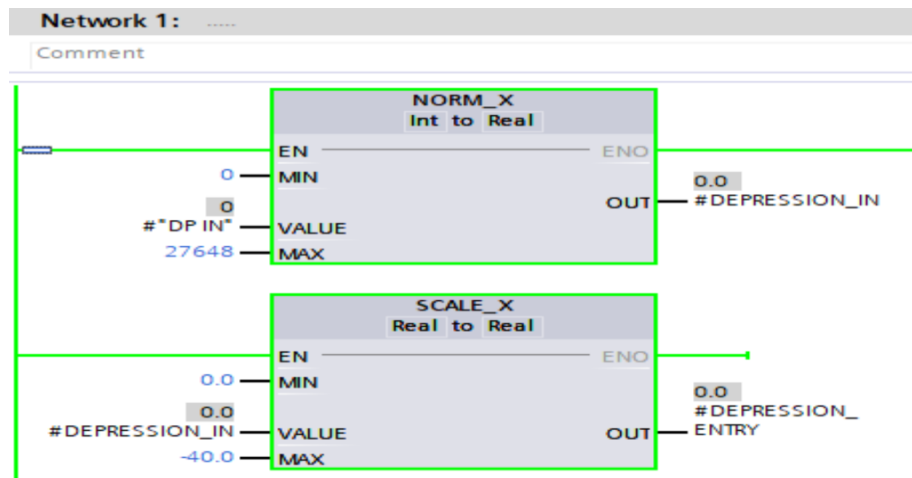 Network 1: .....
Comment
NORM_X
Int to Real
EN ENO
0 MIN
0 0.0
#"DP IN" VALUE OUT #DEPRESSION_IN
27648 MAX
SCALE_X
Real to Real
EN ENO
0.0 MIN
0.0 0.0
#DEPRESSION_IN VALUE OUT #DEPRESSION_
ENTRY
-40.0 MAX